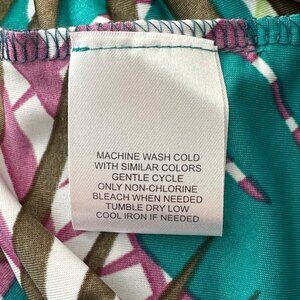 MACHINE WASH COLD
WITH SIMILAR COLORS
GENTLE CYCLE
ONLY NON-CHLORINE
BLEACH WHEN NEEDED
TUMBLE DRY LOW
COOL IRON IF NEEDED